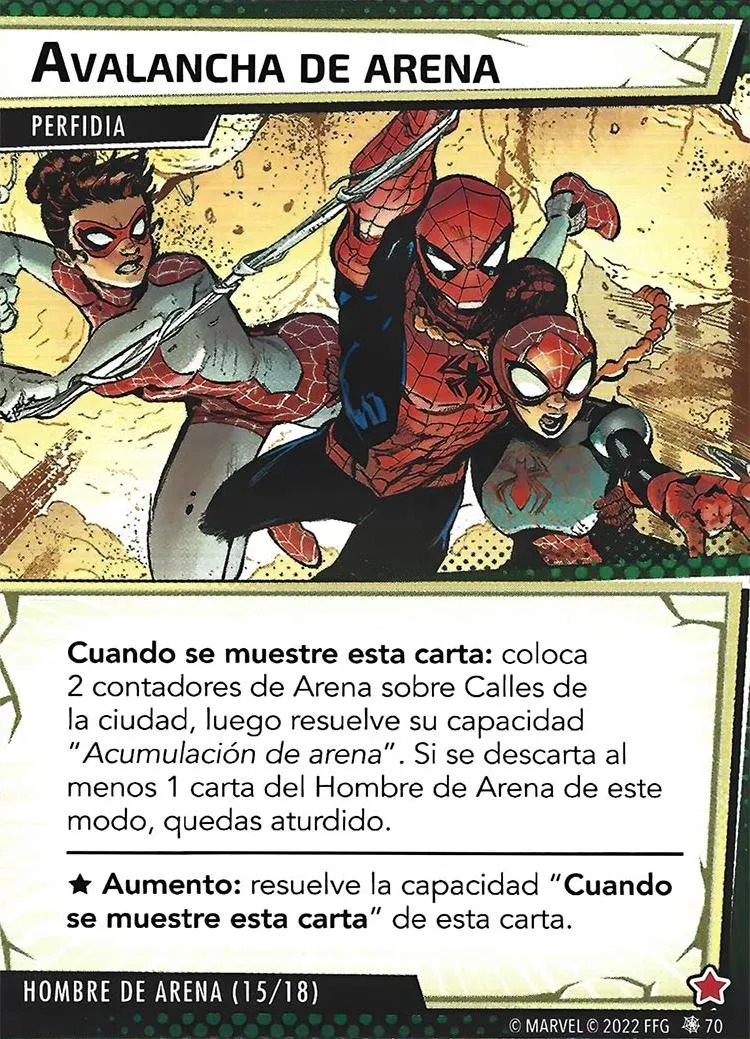 AVALANCHA DE ARENA
PERFIDIA
Cuando se muestre esta carta: coloca
2 contadores de Arena sobre Calles de
la ciudad, luego resuelve su capacidad
"Acumulación de arena". Si se descarta al
menos 1 carta del Hombre de Arena de este
modo, quedas aturdido.
★ Aumento: resuelve la capacidad "Cuando
se muestre esta carta" de esta carta.
HOMBRE DE ARENA (15/18)
© MARVEL © 2022 FFG 70